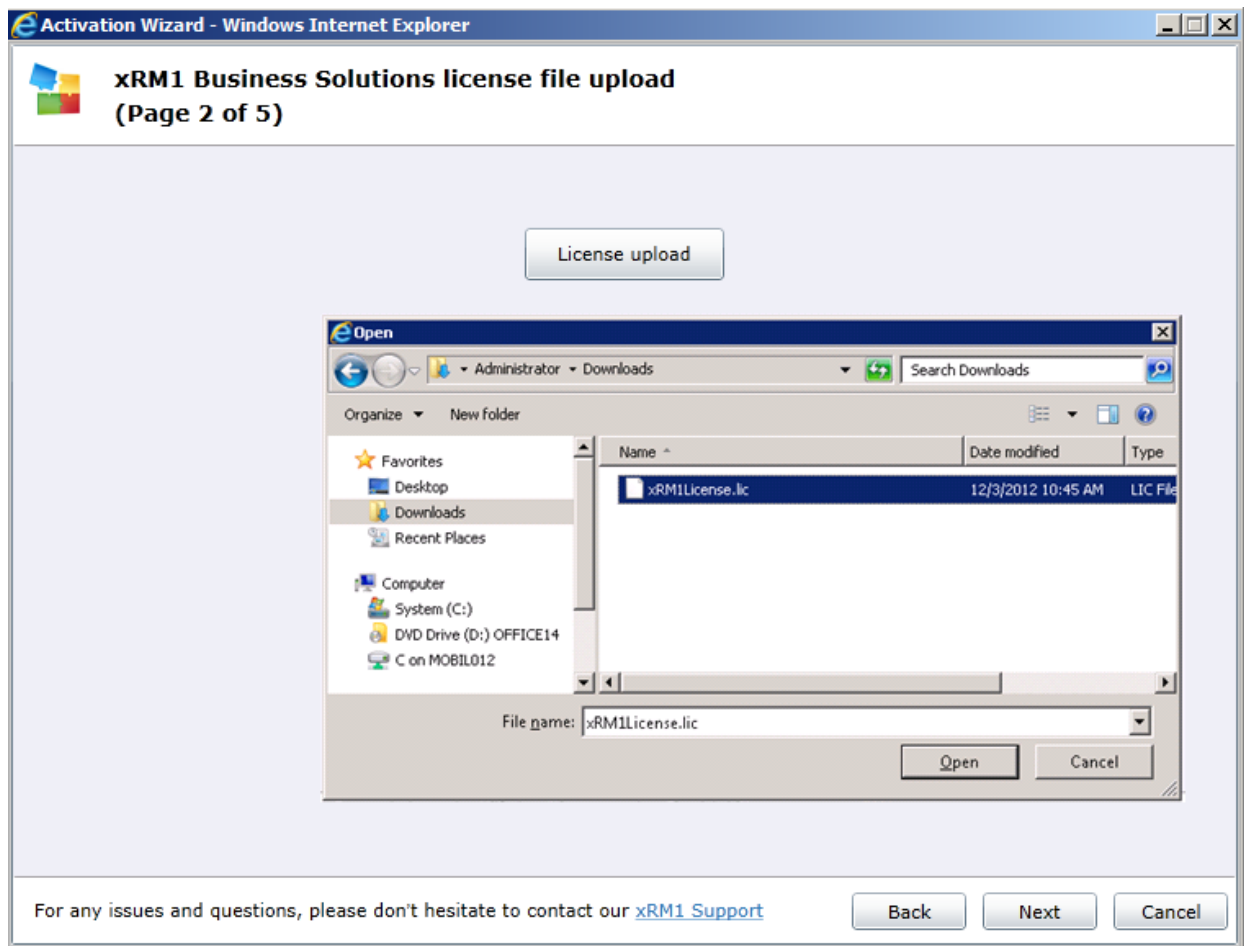 Activation Wizard - Windows Internet Explorer
xRM1 Business Solutions license file upload
(Page 2 of 5)
License upload
Open
Administrator Downloads
Search Downloads
Organize New folder
Name Date modified Type
Favorites
Desktop
Downloads
Recent Places
Computer
System (C:)
DVD Drive (D:) OFFICE14
C on MOBIL012
xRM1License.lic 12/3/2012 10:45 AM LIC File
File name: xRM1License.lic
Open Cancel
For any issues and questions, please don't hesitate to contact our xRM1 Support
Back Next Cancel